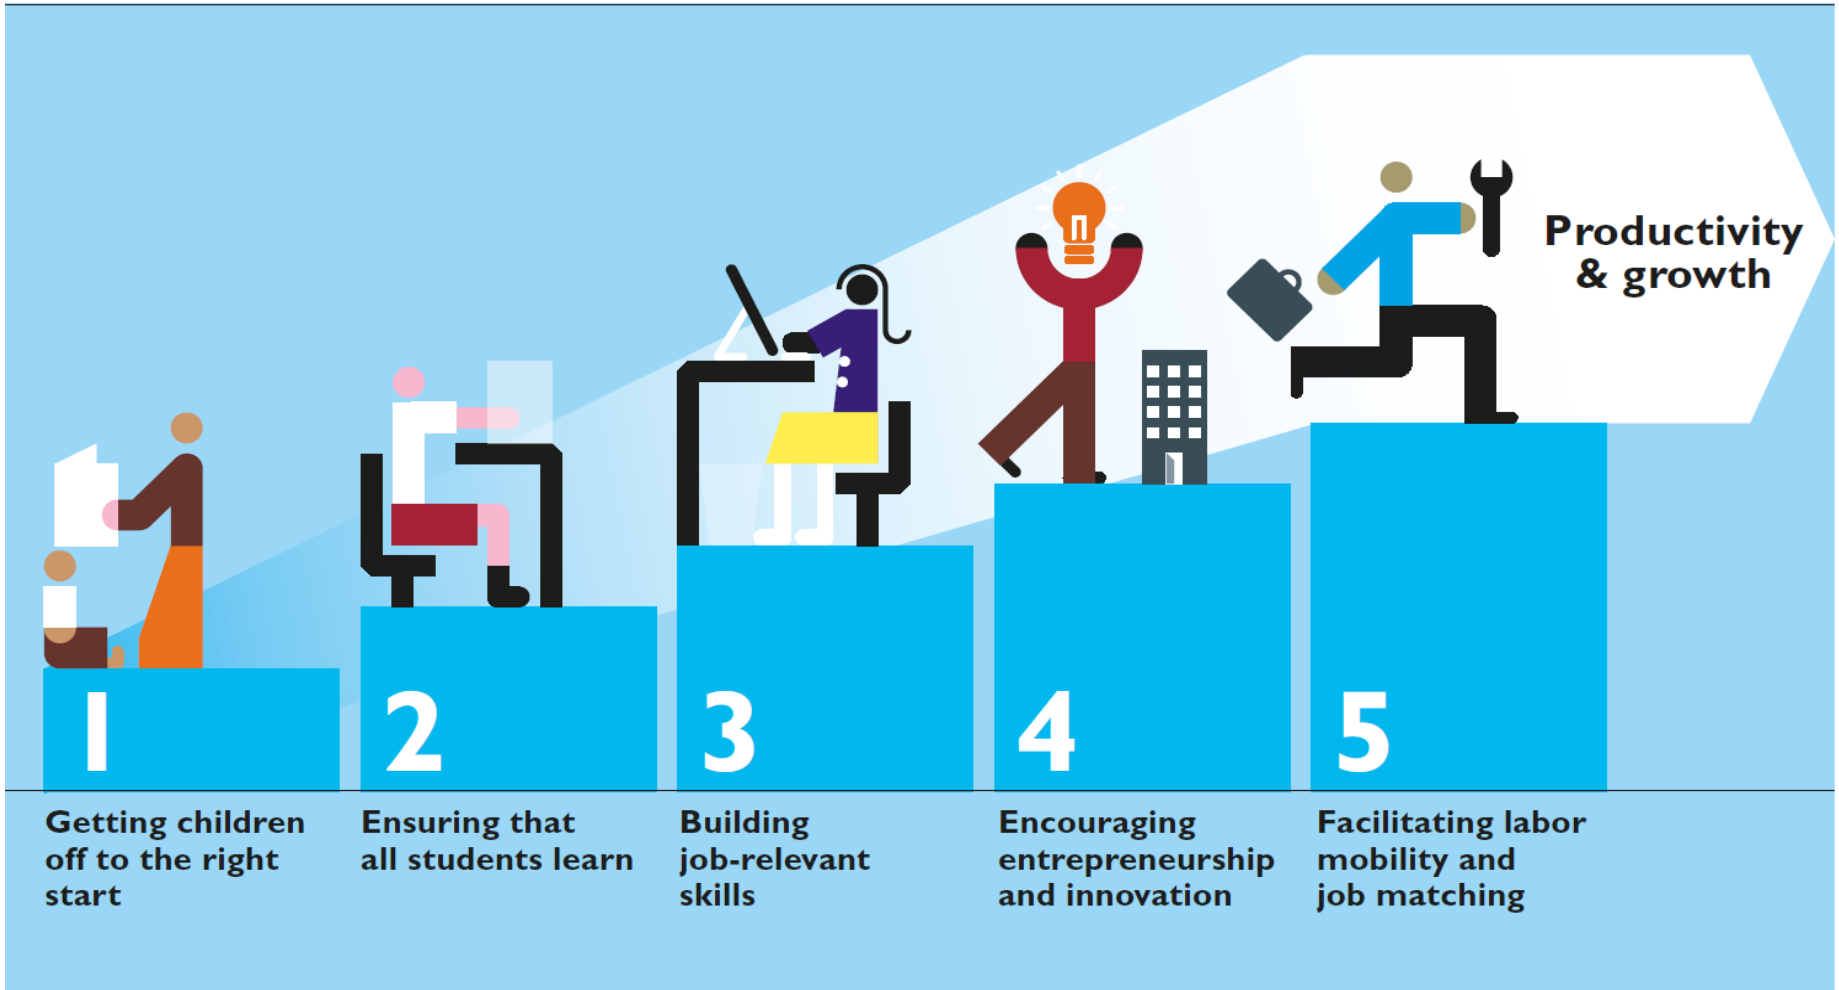 Productivity
& growth
1
2
3
4
5
Getting children
off to the right
start
Ensuring that
all students learn
Building
job-relevant
skills
Encouraging
entrepreneurship
and innovation
Facilitating labor
mobility and
job matching